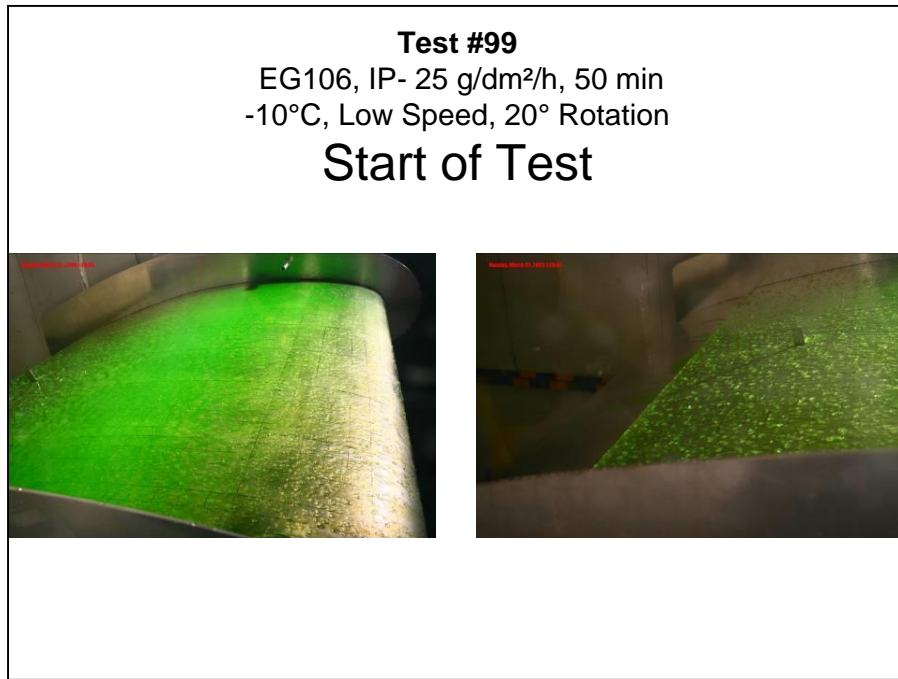 Test #99
EG106, IP- 25 g/dm²/h, 50 min
-10°C, Low Speed, 20° Rotation
Start of Test